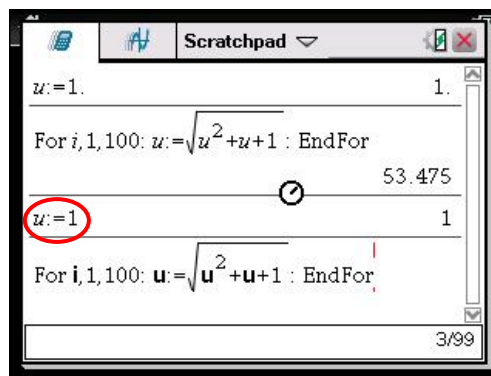 Scratchpad
u:=1. 1.
For i,1,100: u:=√u²+u+1 : EndFor
53.475
u:=1 1
For i,1,100: u:=√u²+u+1 : EndFor
3/99